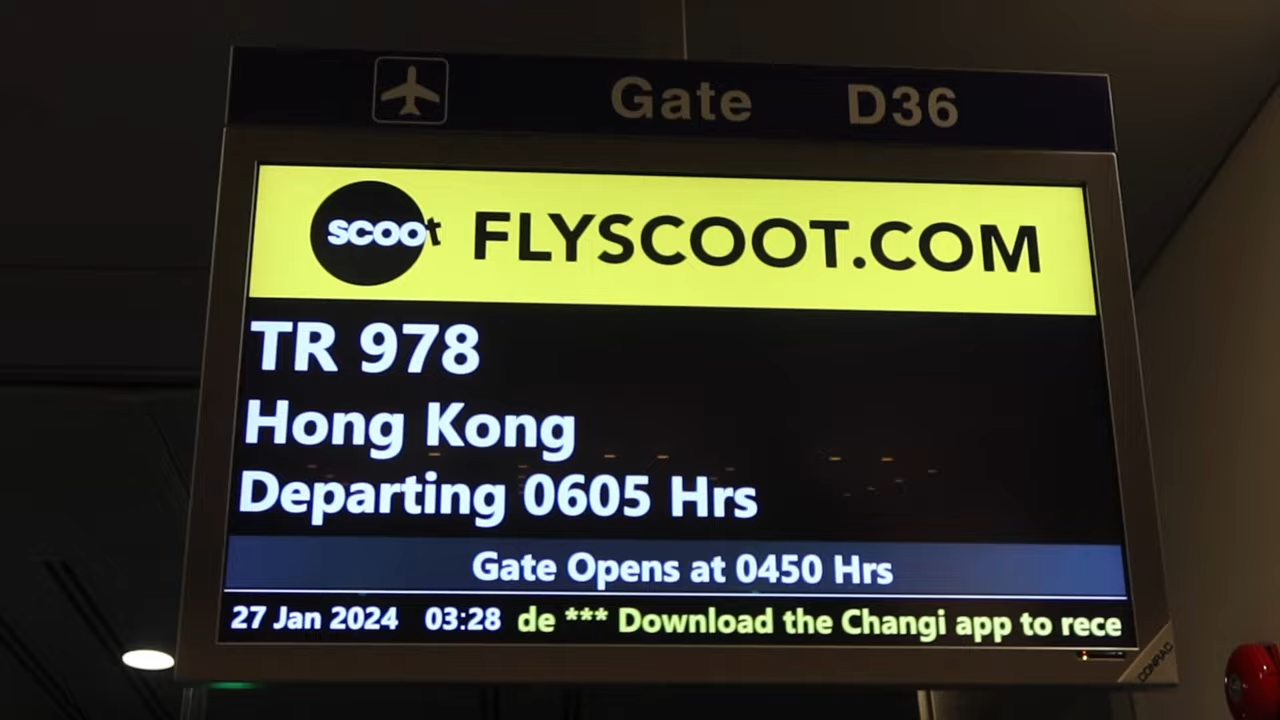 Gate D36
scoot FLYSCOOT.COM
TR 978
Hong Kong
Departing 0605 Hrs
Gate Opens at 0450 Hrs
27 Jan 2024 03:28 de *** Download the Changi app to rece
CONRAC